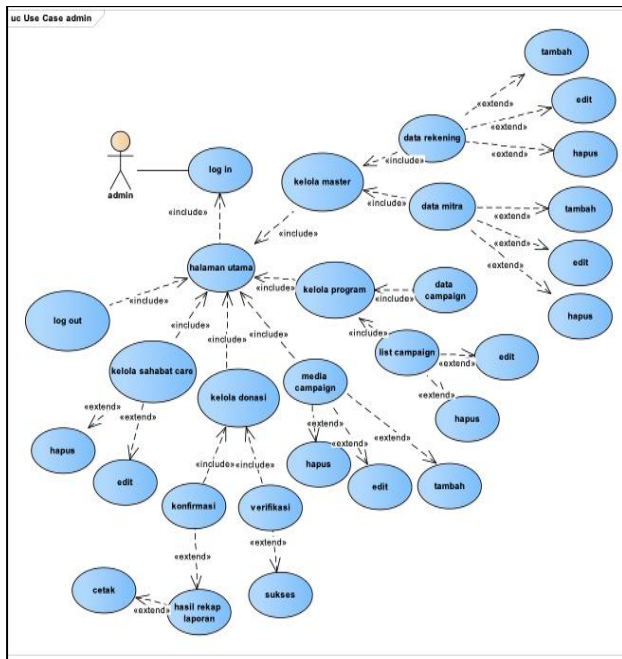 uc Use Case admin
tambah
«extend»
edit
«extend»
data rekening
«extend»
hapus
«include»
admin
log in
kelola master
data mitra
«include»
«extend»
tambah
«extend»
edit
«extend»
hapus
«include»
«include»
halaman utama
«include»
kelola program
«include»
data
campaign
log out
«include»
«include»
list campaign
«extend»
edit
«extend»
hapus
«include»
«include»
«include»
kelola sahabat care
kelola donasi
media
campaign
«extend»
hapus
«extend»
edit
«extend»
hapus
«extend»
edit
«extend»
tambah
«include»
«include»
konfirmasi
verifikasi
«extend»
«extend»
cetak
«extend»
hasil rekap
laporan
sukses